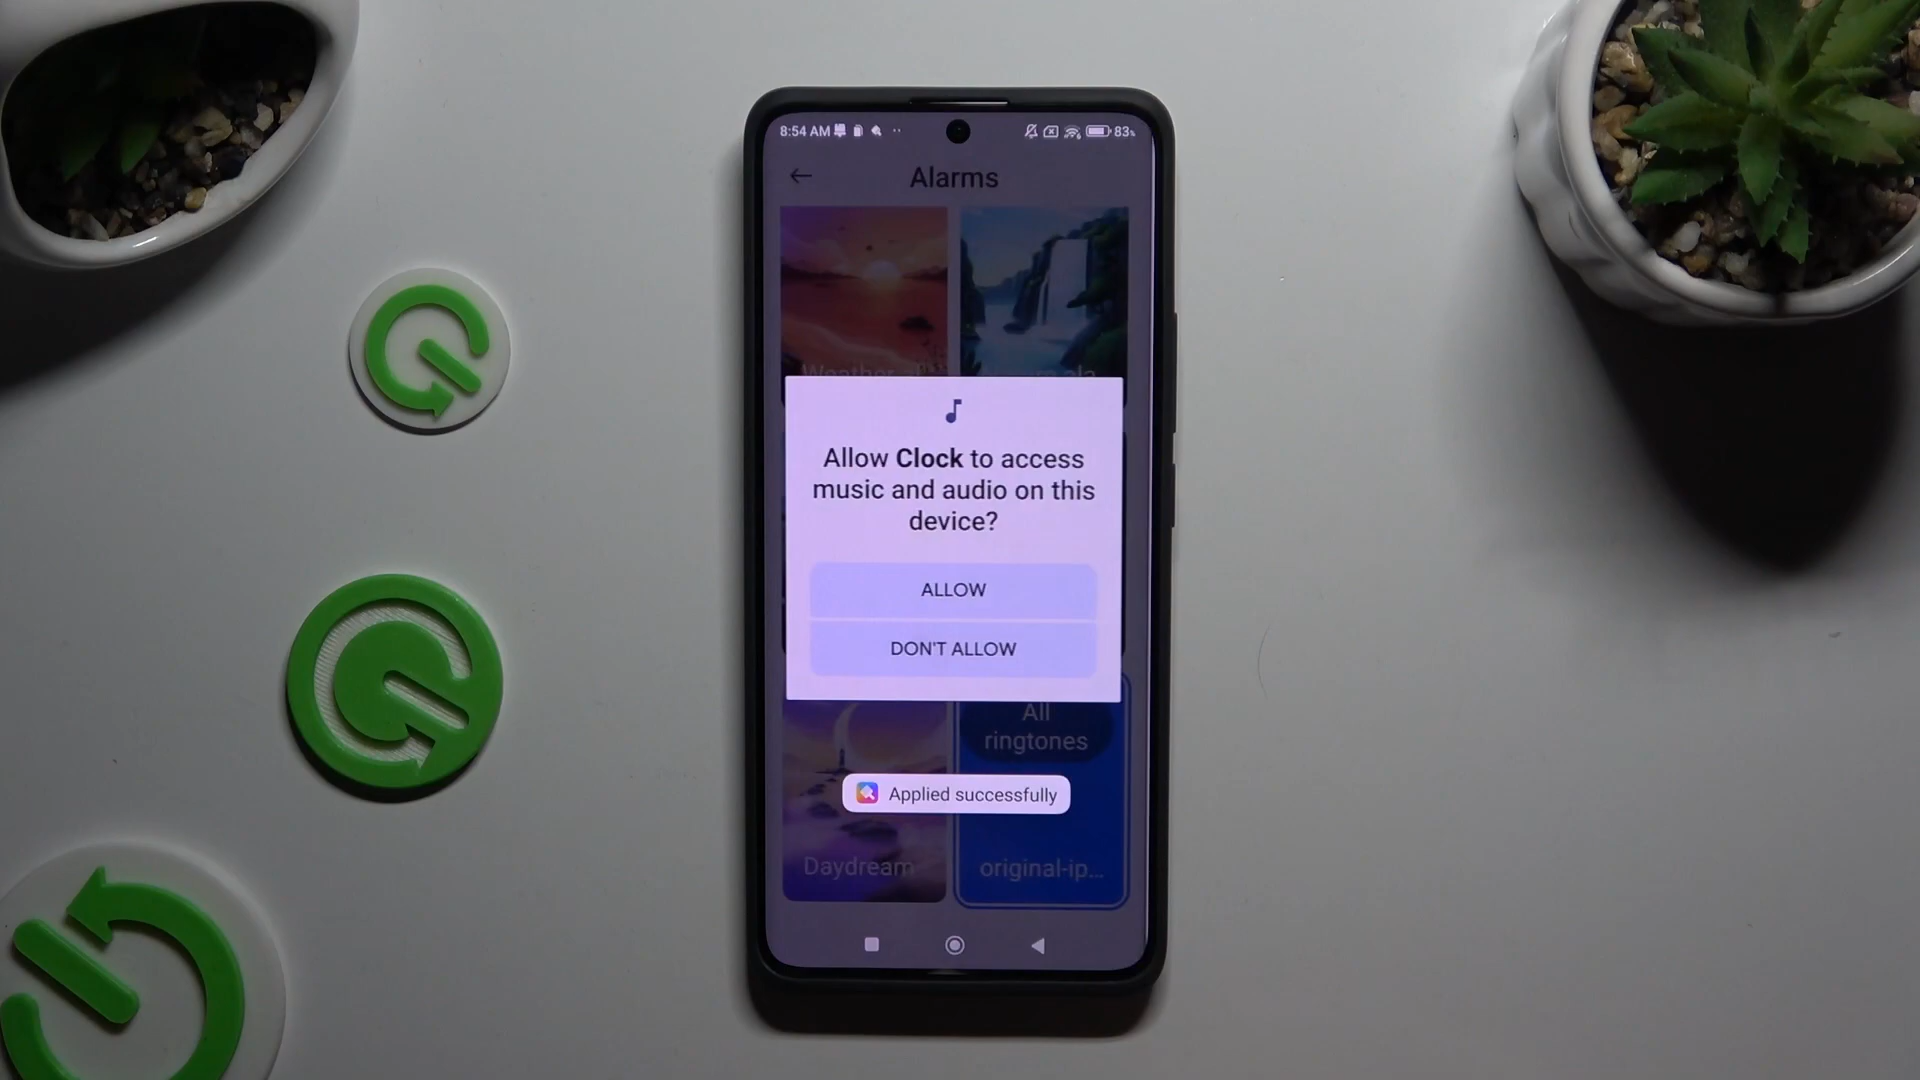 8:54 AM
83%
Alarms
Weather
Allow Clock to access
music and audio on this
device?
ALLOW
DON'T ALLOW
All
ringtones
Applied successfully
Daydream
original-ip...